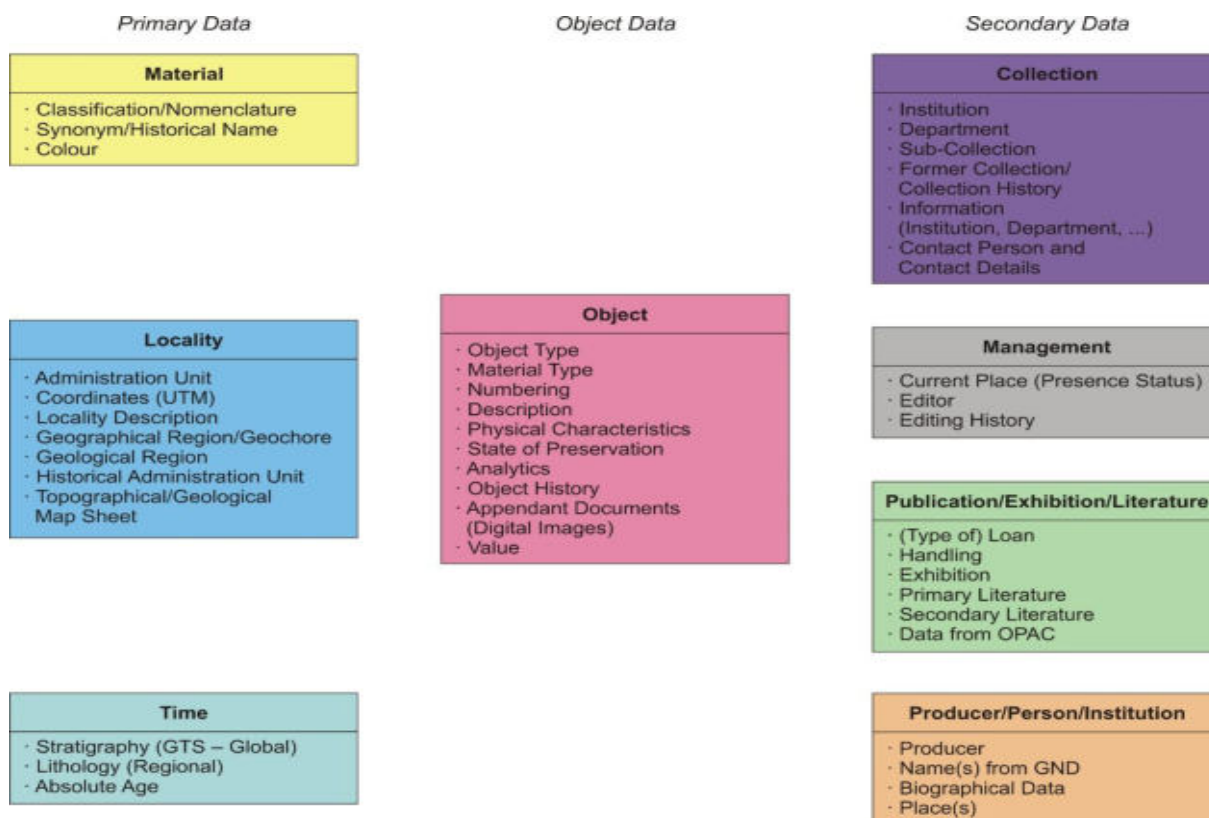 Primary Data
Material
· Classification/Nomenclature
· Synonym/Historical Name
· Colour
Locality
· Administration Unit
· Coordinates (UTM)
· Locality Description
· Geographical Region/Geochore
· Geological Region
· Historical Administration Unit
· Topographical/Geological
Map Sheet
Time
· Stratigraphy (GTS – Global)
· Lithology (Regional)
· Absolute Age
Object Data
Object
· Object Type
· Material Type
· Numbering
· Description
· Physical Characteristics
· State of Preservation
· Analytics
· Object History
· Appendant Documents
(Digital Images)
· Value
Secondary Data
Collection
· Institution
· Department
· Sub-Collection
· Former Collection/
Collection History
· Information
(Institution, Department, ...)
· Contact Person and
Contact Details
Management
· Current Place (Presence Status)
· Editor
· Editing History
Publication/Exhibition/Literature
· (Type of) Loan
· Handling
· Exhibition
· Primary Literature
· Secondary Literature
· Data from OPAC
Producer/Person/Institution
· Producer
· Name(s) from GND
· Biographical Data
· Place(s)